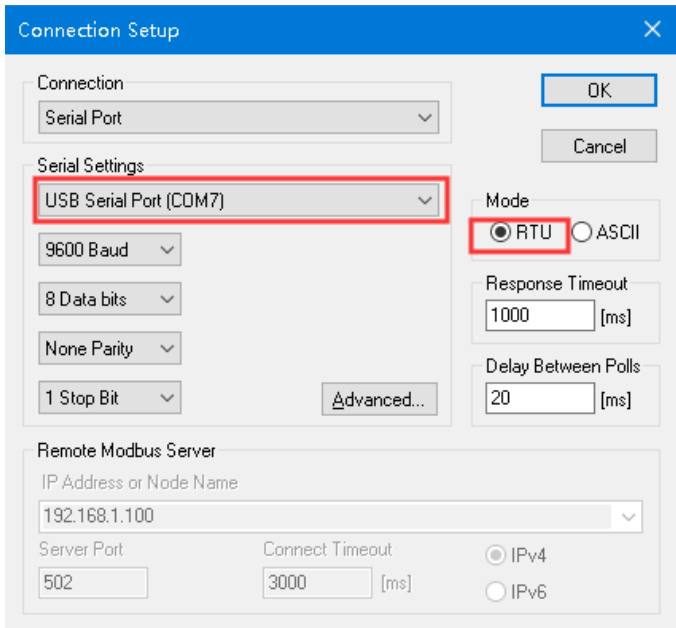 Connection Setup
Connection
OK
Serial Port
Cancel
Serial Settings
USB Serial Port (COM7)
Mode
RTU
ASCII
9600 Baud
Response Timeout
8 Data bits
1000 [ms]
None Parity
Delay Between Polls
1 Stop Bit
Advanced...
20 [ms]
Remote Modbus Server
IP Address or Node Name
192.168.1.100
Server Port
Connect Timeout
502
3000 [ms]
IPv4
IPv6